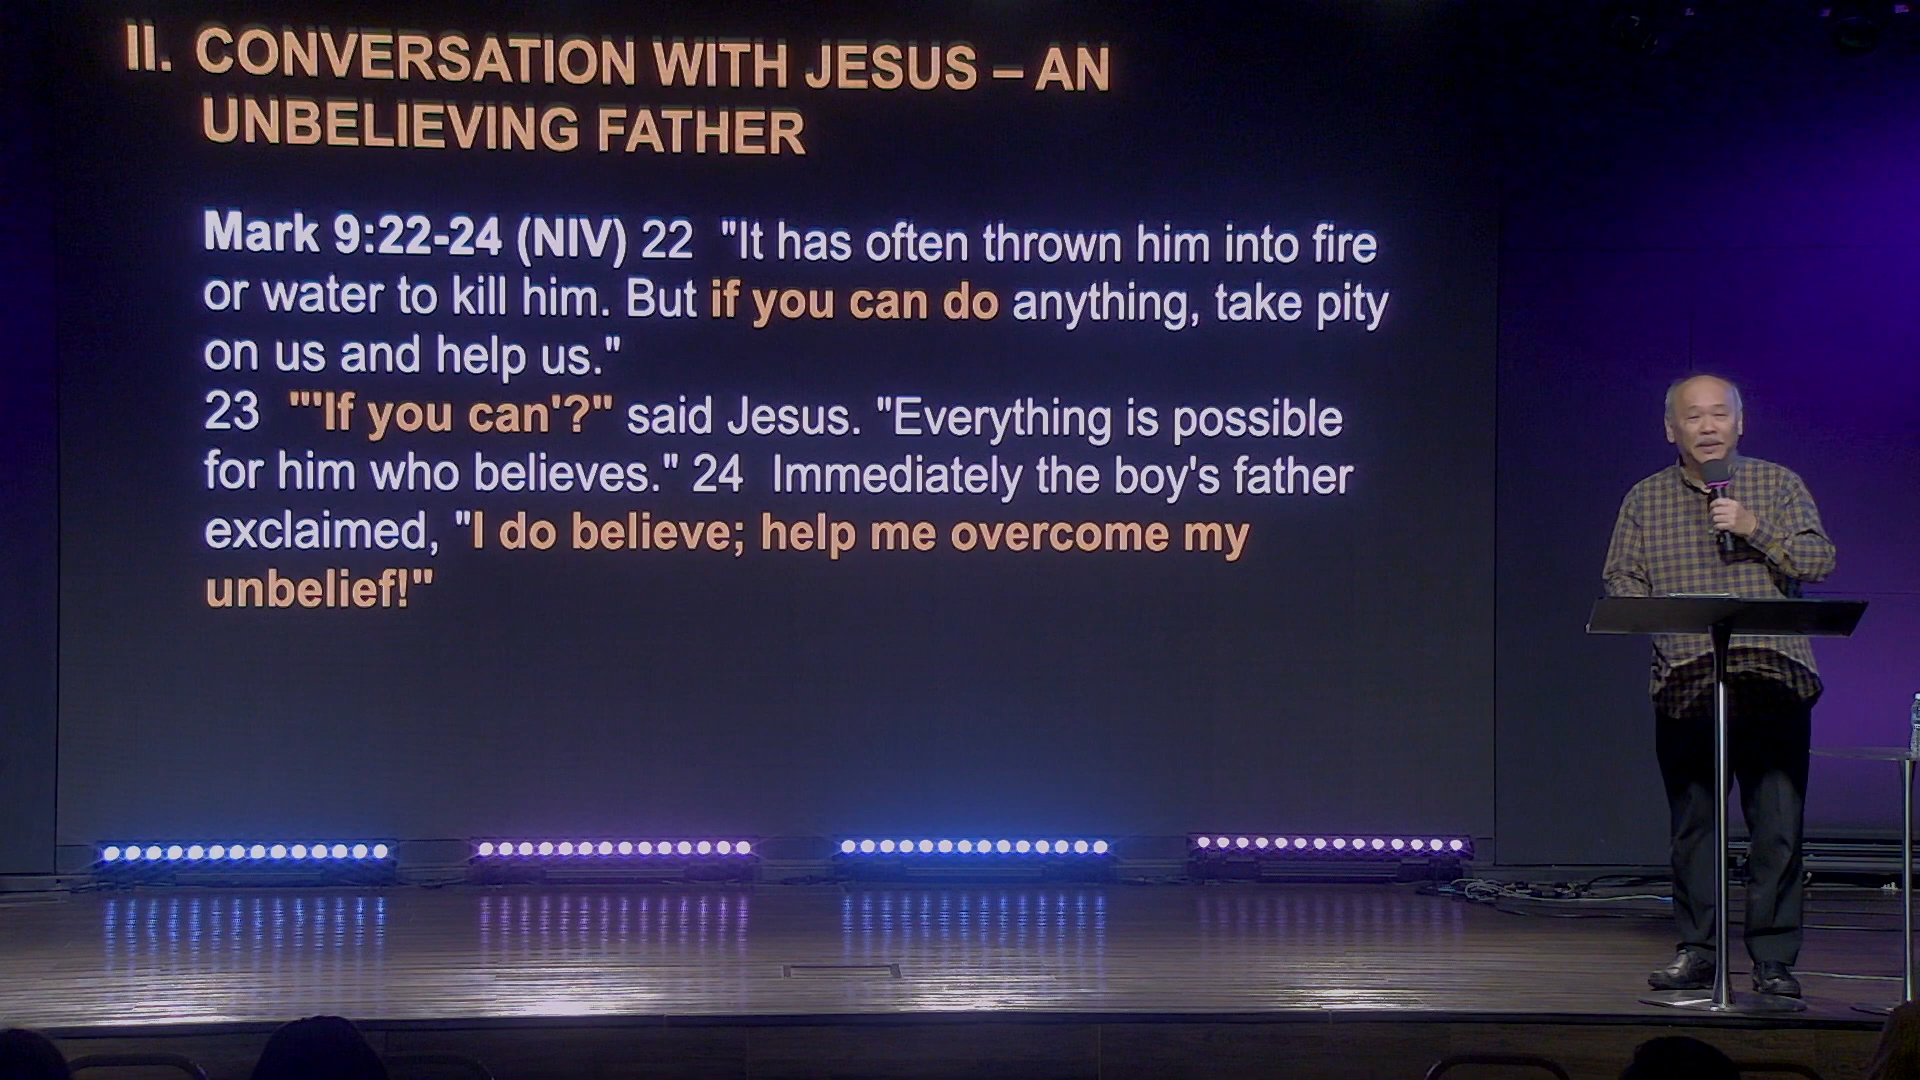 II. CONVERSATION WITH JESUS – AN
UNBELIEVING FATHER
Mark 9:22-24 (NIV) 22 "It has often thrown him into fire
or water to kill him. But if you can do anything, take pity
on us and help us."
23 "'If you can'?" said Jesus. "Everything is possible
for him who believes." 24 Immediately the boy's father
exclaimed, "I do believe; help me overcome my
unbelief!"